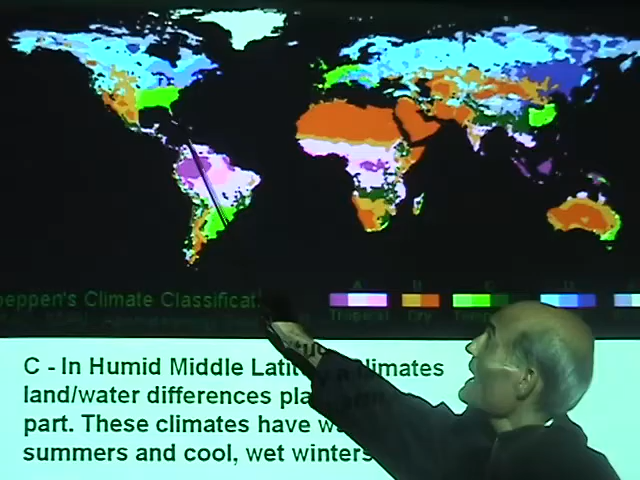 A B C D
oeppen's Climate Classificat
Tropical Dry
C - In Humid Middle Latitu climates
land/water differences pla
part. These climates have w
summers and cool, wet winters